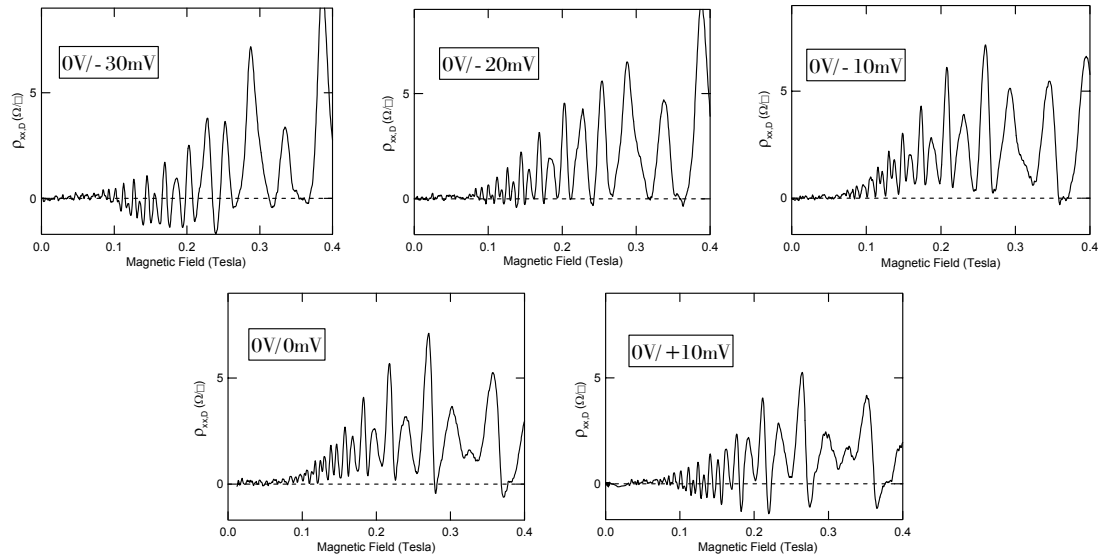 0V/-30mV
5
0
ρxx,D (Ω/□)
0.0 0.1 0.2 0.3 0.4
Magnetic Field (Tesla)
0V/-20mV
5
0
ρxx,D (Ω/□)
0.0 0.1 0.2 0.3 0.4
Magnetic Field (Tesla)
0V/-10mV
5
0
ρxx,D (Ω/□)
0.0 0.1 0.2 0.3 0.4
Magnetic Field (Tesla)
0V/0mV
5
0
ρxx,D (Ω/□)
0.0 0.1 0.2 0.3 0.4
Magnetic Field (Tesla)
0V/+10mV
5
0
ρxx,D (Ω/□)
0.0 0.1 0.2 0.3 0.4
Magnetic Field (Tesla)